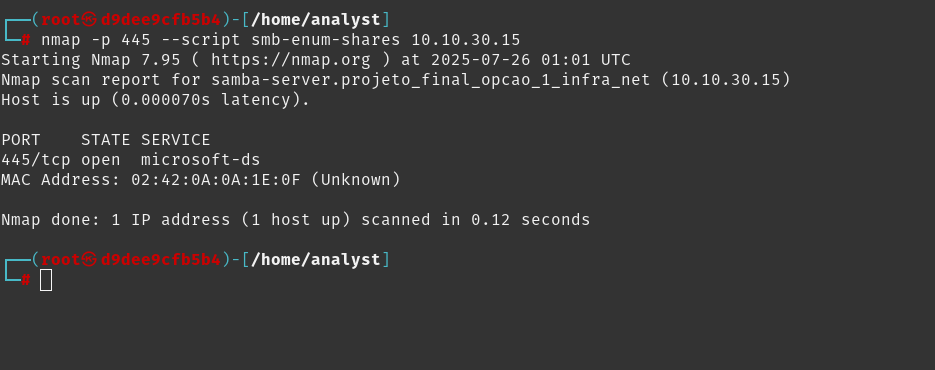 ┌──(root㉿d9dee9cfb5b4)-[/home/analyst]
└─# nmap -p 445 --script smb-enum-shares 10.10.30.15
Starting Nmap 7.95 ( https://nmap.org ) at 2025-07-26 01:01 UTC
Nmap scan report for samba-server.projeto_final_opcao_1_infra_net (10.10.30.15)
Host is up (0.000070s latency).

PORT    STATE SERVICE
445/tcp open  microsoft-ds
MAC Address: 02:42:0A:0A:1E:0F (Unknown)

Nmap done: 1 IP address (1 host up) scanned in 0.12 seconds

┌──(root㉿d9dee9cfb5b4)-[/home/analyst]
└─#